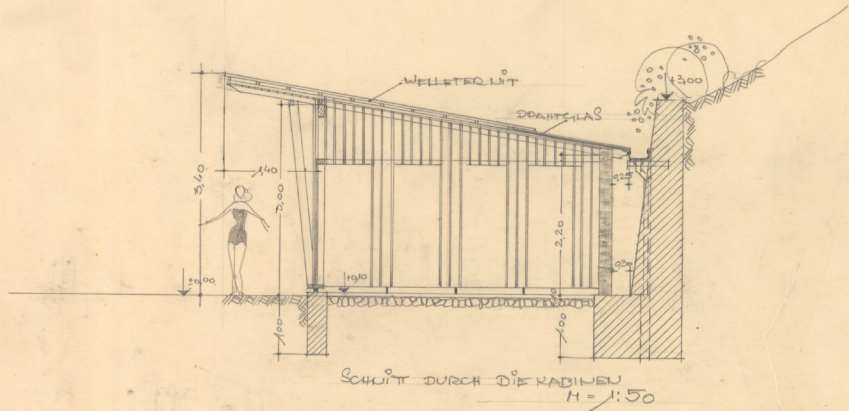 WELLETERNIT
DRAHTGLAS
+3,00
3,40
1,40
3,00
0,25
2,20
0,30
±0,00
+0,10
1,00
1,00
SCHNITT DURCH DIE KABINEN
M = 1:50